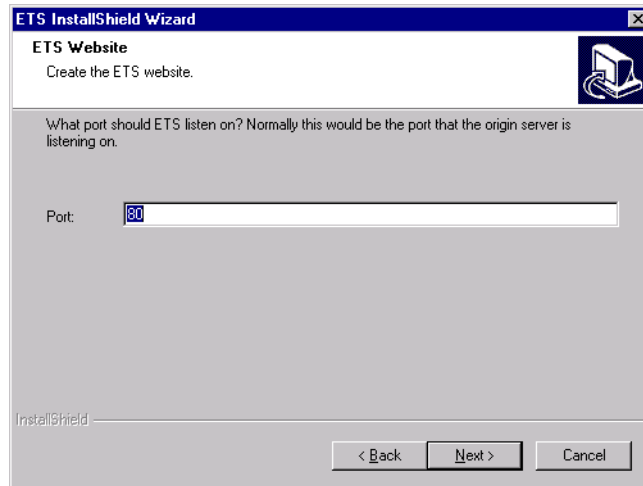 ETS InstallShield Wizard
ETS Website
Create the ETS website.
What port should ETS listen on? Normally this would be the port that the origin server is
listening on.
Port:
80
InstallShield
< Back
Next >
Cancel